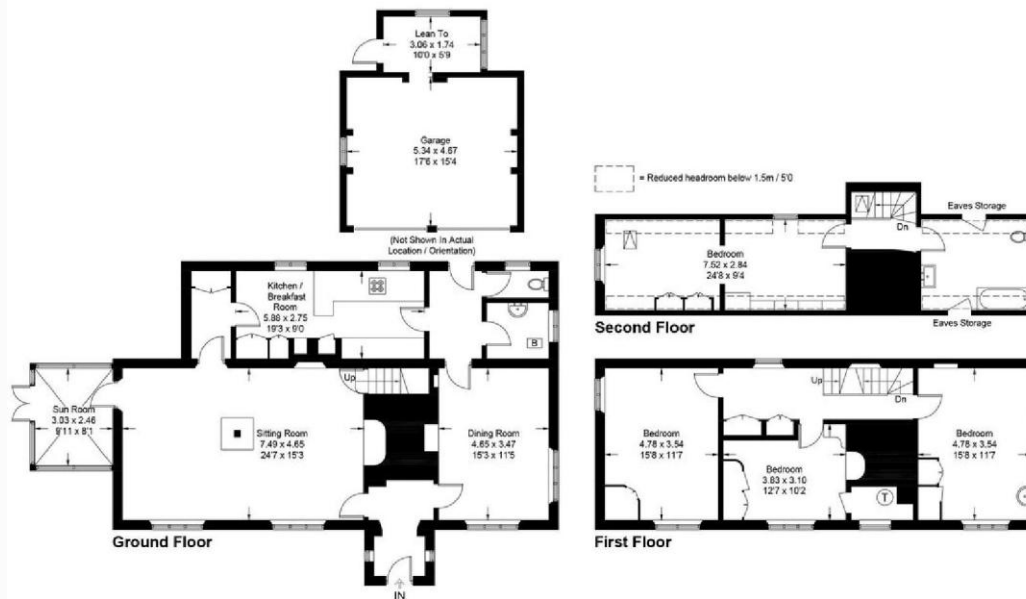 Lean To
3.06 x 1.74
10'0 x 5'9
Garage
5.34 x 4.67
17'6 x 15'4
(Not Shown In Actual
Location / Orientation)
= Reduced headroom below 1.5m / 5'0
Eaves Storage
Dn
Bedroom
7.52 x 2.84
24'8 x 9'4
Second Floor
Eaves Storage
Kitchen /
Breakfast
Room
5.86 x 2.75
19'3 x 9'0
B
Up
Sun Room
3.03 x 2.46
9'11 x 8'1
Sitting Room
7.49 x 4.65
24'7 x 15'3
Dining Room
4.65 x 3.47
15'3 x 11'5
Ground Floor
IN
Up
Dn
Bedroom
4.78 x 3.54
15'8 x 11'7
Bedroom
3.83 x 3.10
12'7 x 10'2
T
Bedroom
4.78 x 3.54
15'8 x 11'7
First Floor